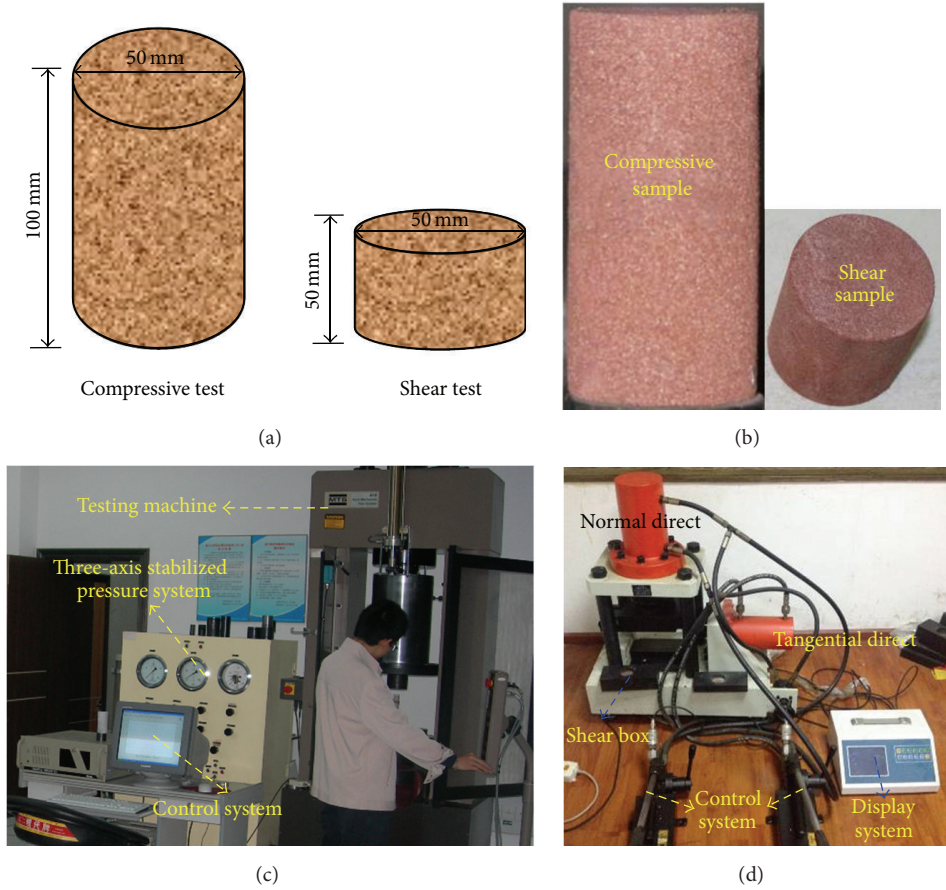 50 mm
100 mm
50 mm
50 mm
Compressive test
Shear test
(a)
Compressive
sample
Shear
sample
(b)
Testing machine
MTS
Three-axis stabilized
pressure system
Control system
(c)
Normal direct
Tangential direct
Shear box
Control
system
Display
system
(d)